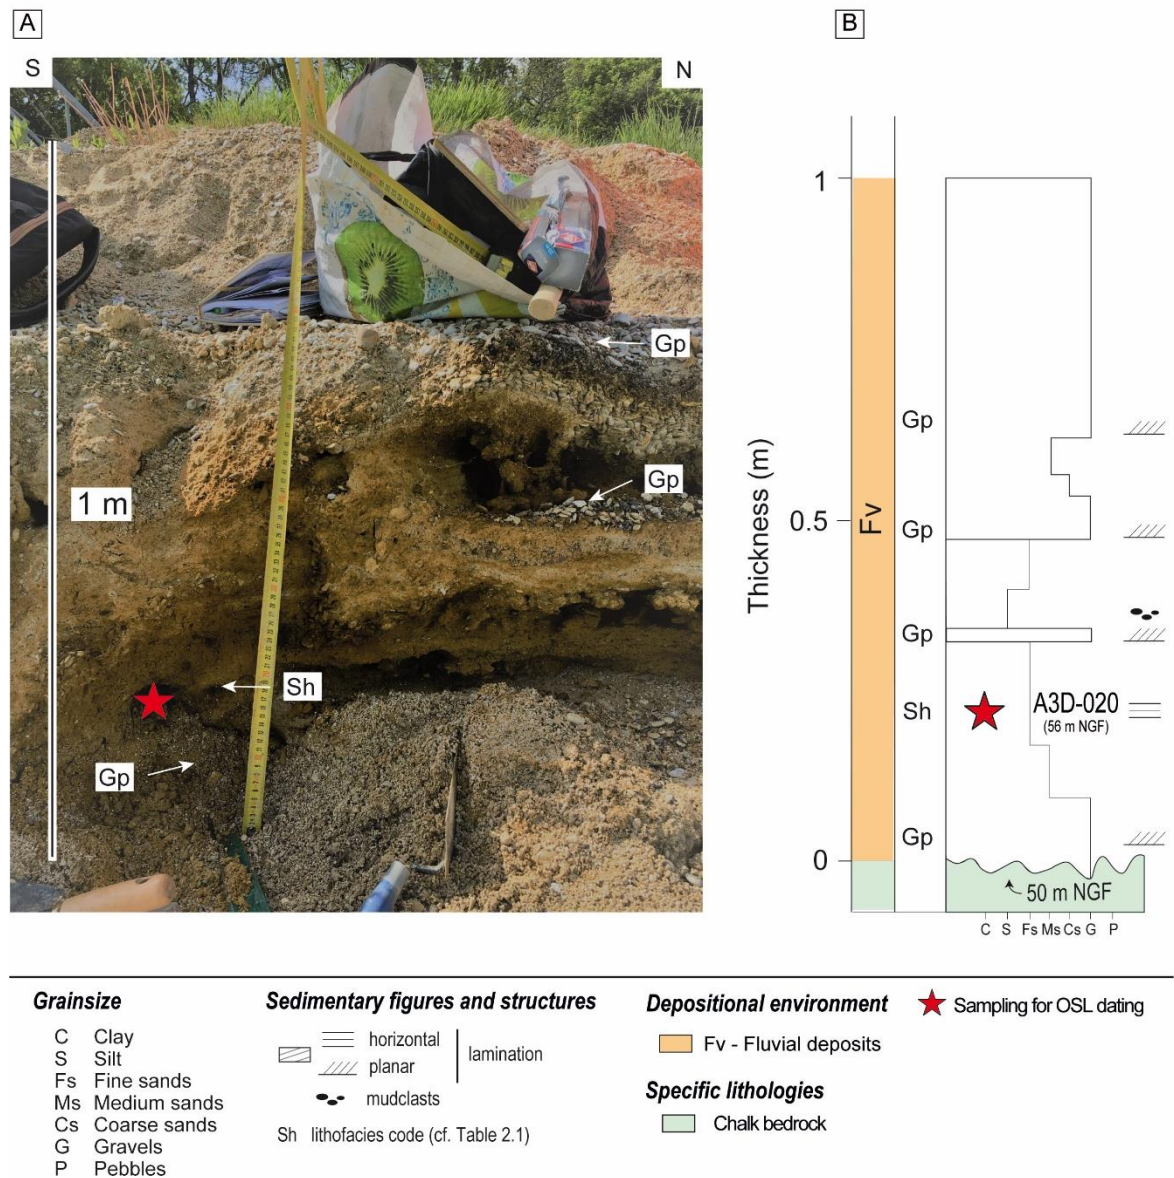 A
B
S
N
Gp
Gp
1 m
Sh
Gp
Thickness (m)
1
0.5
0
Fv
Gp
Gp
Gp
Sh
Gp
A3D-020
(56 m NGF)
50 m NGF
C S Fs Ms Cs G P
Grainsize
C Clay
S Silt
Fs Fine sands
Ms Medium sands
Cs Coarse sands
G Gravels
P Pebbles
Sedimentary figures and structures
horizontal
planar
lamination
mudclasts
Sh lithofacies code (cf. Table 2.1)
Depositional environment
Fv - Fluvial deposits
Specific lithologies
Chalk bedrock
Sampling for OSL dating